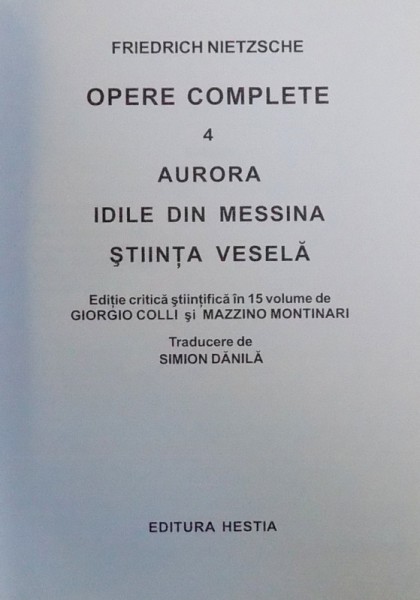 FRIEDRICH NIETZSCHE
OPERE COMPLETE
4
AURORA
IDILE DIN MESSINA
ŞTIINŢA VESELĂ
Ediţie critică ştiinţifică în 15 volume de
GIORGIO COLLI şi MAZZINO MONTINARI
Traducere de
SIMION DĂNILĂ
EDITURA HESTIA